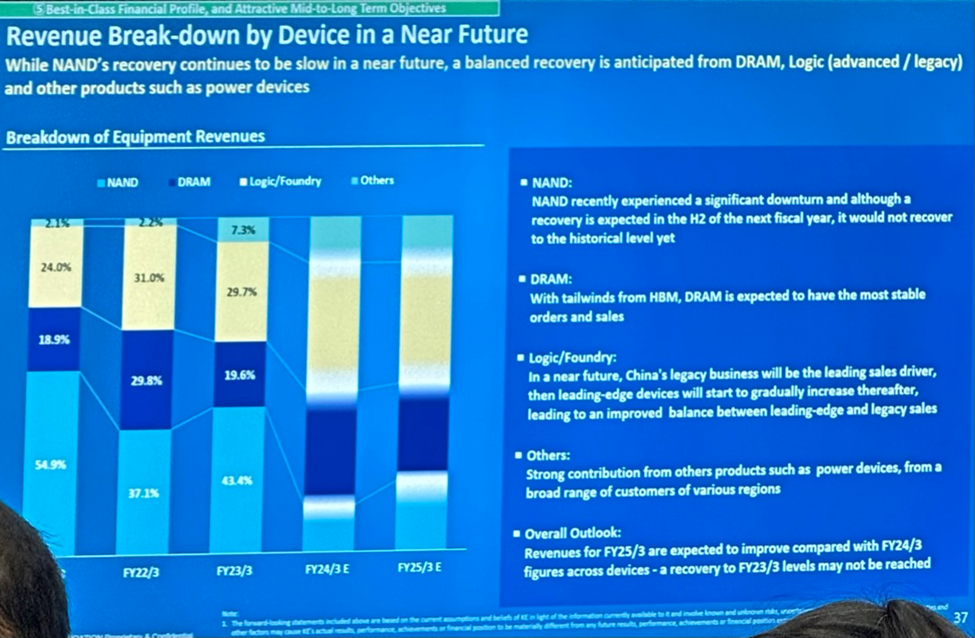 ⑤Best-in-Class Financial Profile, and Attractive Mid-to-Long Term Objectives
Revenue Break-down by Device in a Near Future
While NAND's recovery continues to be slow in a near future, a balanced recovery is anticipated from DRAM, Logic (advanced / legacy)
and other products such as power devices
Breakdown of Equipment Revenues
NAND DRAM Logic/Foundry Others
2.1% 2.2% 7.3%
24.0% 31.0% 29.7%
18.9% 29.8% 19.6%
54.9% 37.1% 43.4%
FY22/3 FY23/3 FY24/3 E FY25/3 E
▪ NAND:
NAND recently experienced a significant downturn and although a
recovery is expected in the H2 of the next fiscal year, it would not recover
to the historical level yet
▪ DRAM:
With tailwinds from HBM, DRAM is expected to have the most stable
orders and sales
▪ Logic/Foundry:
In a near future, China's legacy business will be the leading sales driver,
then leading-edge devices will start to gradually increase thereafter,
leading to an improved balance between leading-edge and legacy sales
▪ Others:
Strong contribution from others products such as power devices, from a
broad range of customers of various regions
▪ Overall Outlook:
Revenues for FY25/3 are expected to improve compared with FY24/3
figures across devices - a recovery to FY23/3 levels may not be reached
Note:
1. The forward-looking statements included above are based on the current assumptions and beliefs of KE in light of the information currently available to it and involve known and unknown risks,
other factors may cause KE's actual results, performance, achievements or financial position to be materially different from any future results, performance, achievements or financial position
Proprietary & Confidential
37